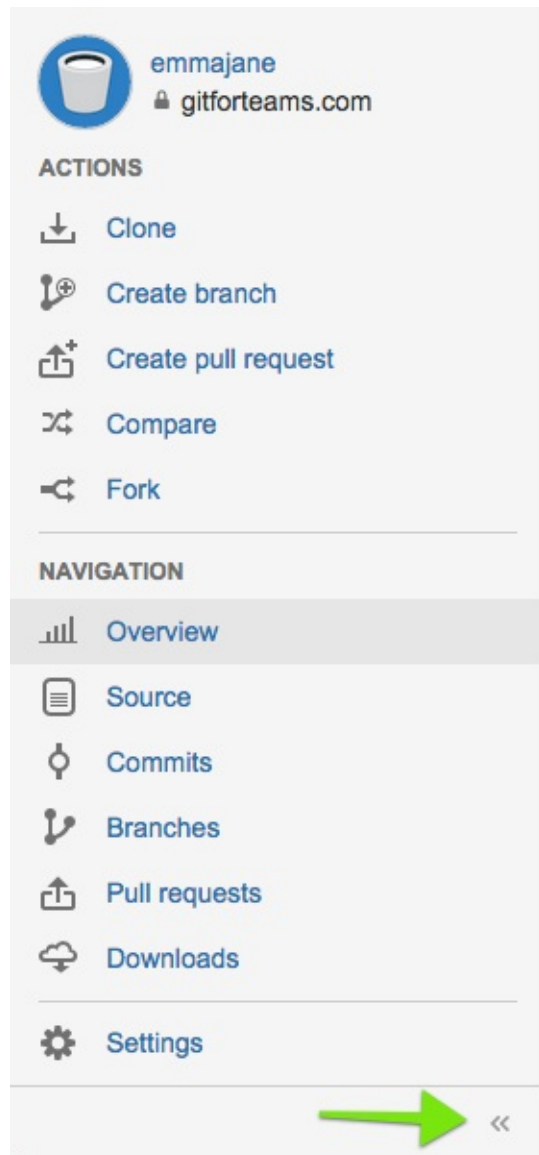 emmajane
gitforteams.com
ACTIONS
Clone
Create branch
Create pull request
Compare
Fork
NAVIGATION
Overview
Source
Commits
Branches
Pull requests
Downloads
Settings
«